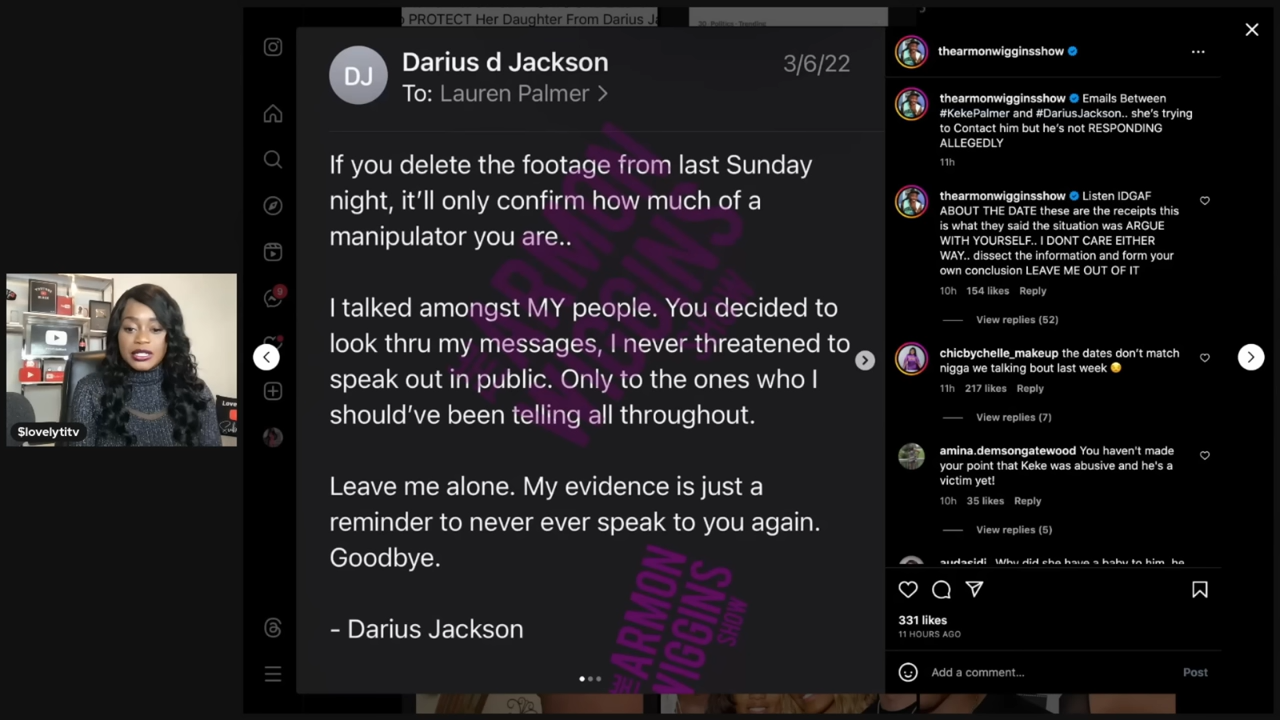 PROTECT Her Daughter From Darius Ja
DJ
Darius d Jackson
3/6/22
To: Lauren Palmer >
If you delete the footage from last Sunday
night, it'll only confirm how much of a
manipulator you are..
I talked amongst MY people. You decided to
look thru my messages, I never threatened to
speak out in public. Only to the ones who I
should've been telling all throughout.
Leave me alone. My evidence is just a
reminder to never ever speak to you again.
Goodbye.
- Darius Jackson
THE ARMON WIGGINS SHOW
THE ARMON WIGGINS SHOW
$lovelytitv
9
thearmonwigginsshow
thearmonwigginsshow Emails Between
#KekePalmer and #DariusJackson.. she's trying
to Contact him but he's not RESPONDING
ALLEGEDLY
11h
thearmonwigginsshow Listen IDGAF
ABOUT THE DATE these are the receipts this
is what they said the situation was ARGUE
WITH YOURSELF.. I DONT CARE EITHER
WAY.. dissect the information and form your
own conclusion LEAVE ME OUT OF IT
10h 154 likes Reply
View replies (52)
chicbychelle_makeup the dates don't match
nigga we talking bout last week
11h 217 likes Reply
View replies (7)
amina.demsongatewood You haven't made
your point that Keke was abusive and he's a
victim yet!
10h 35 likes Reply
View replies (5)
audasidi Why did she have a baby to him, he
331 likes
11 HOURS AGO
Add a comment...
Post